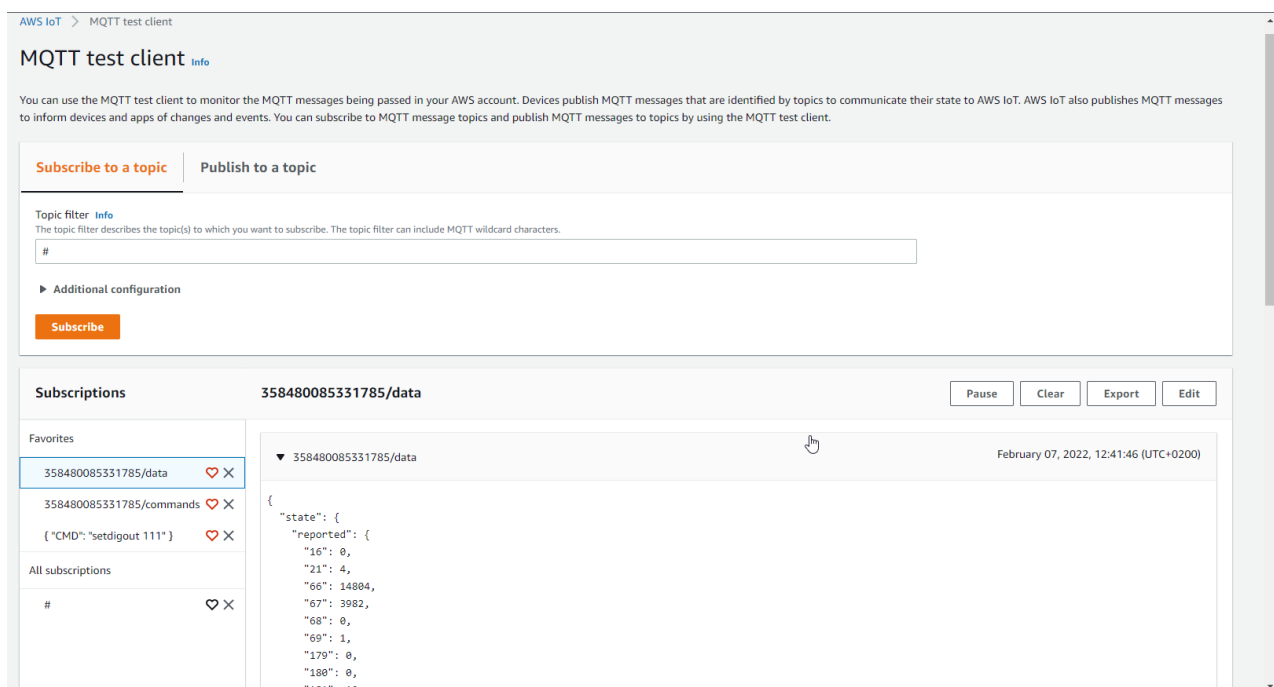 AWS IoT > MQTT test client
MQTT test client Info
You can use the MQTT test client to monitor the MQTT messages being passed in your AWS account. Devices publish MQTT messages that are identified by topics to communicate their state to AWS IoT. AWS IoT also publishes MQTT messages
to inform devices and apps of changes and events. You can subscribe to MQTT message topics and publish MQTT messages to topics by using the MQTT test client.
Subscribe to a topic Publish to a topic
Topic filter Info
The topic filter describes the topic(s) to which you want to subscribe. The topic filter can include MQTT wildcard characters.
#
Additional configuration
Subscribe
Subscriptions
358480085331785/data
Pause Clear Export Edit
Favorites
358480085331785/data
358480085331785/commands
{ "CMD": "setdigout 111" }
All subscriptions
#
358480085331785/data
February 07, 2022, 12:41:46 (UTC+0200)
{
"state": {
"reported": {
"16": 0,
"21": 4,
"66": 14804,
"67": 3982,
"68": 0,
"69": 1,
"179": 0,
"180": 0,